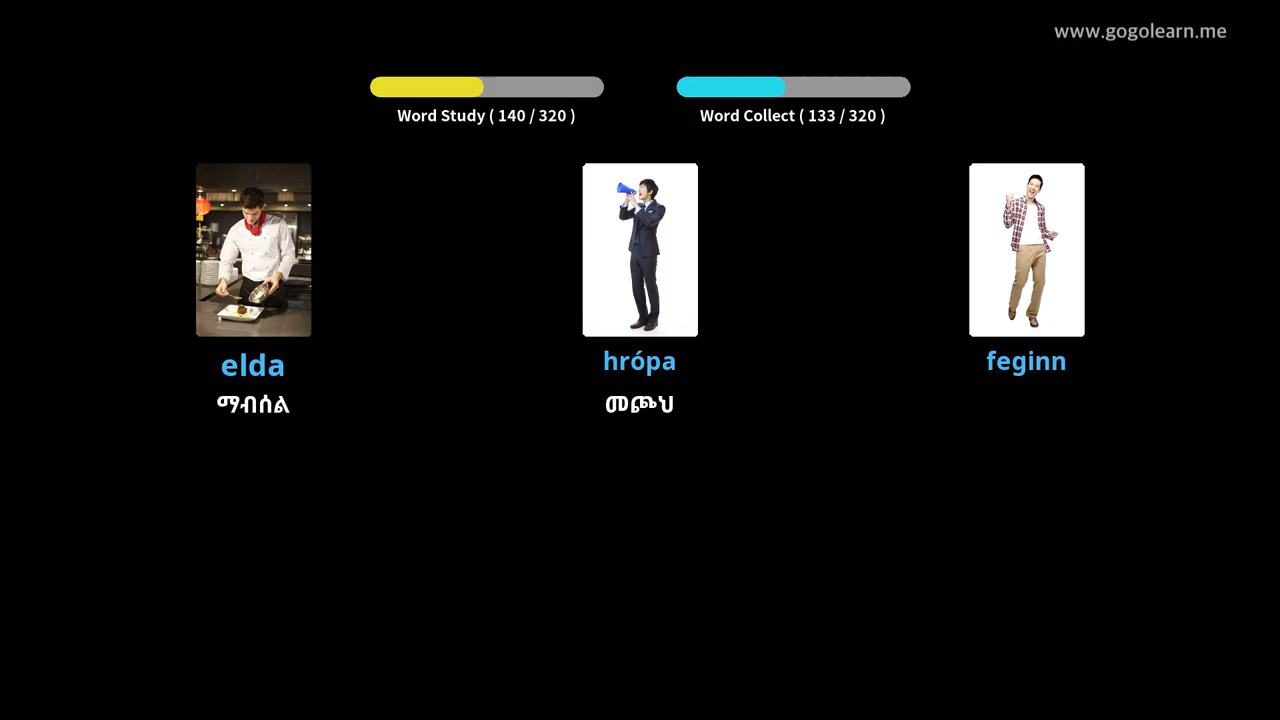 www.gogolearn.me
Word Study ( 140 / 320 )
Word Collect ( 133 / 320 )
elda
hrópa
feginn
ማብሰል
መጮህ